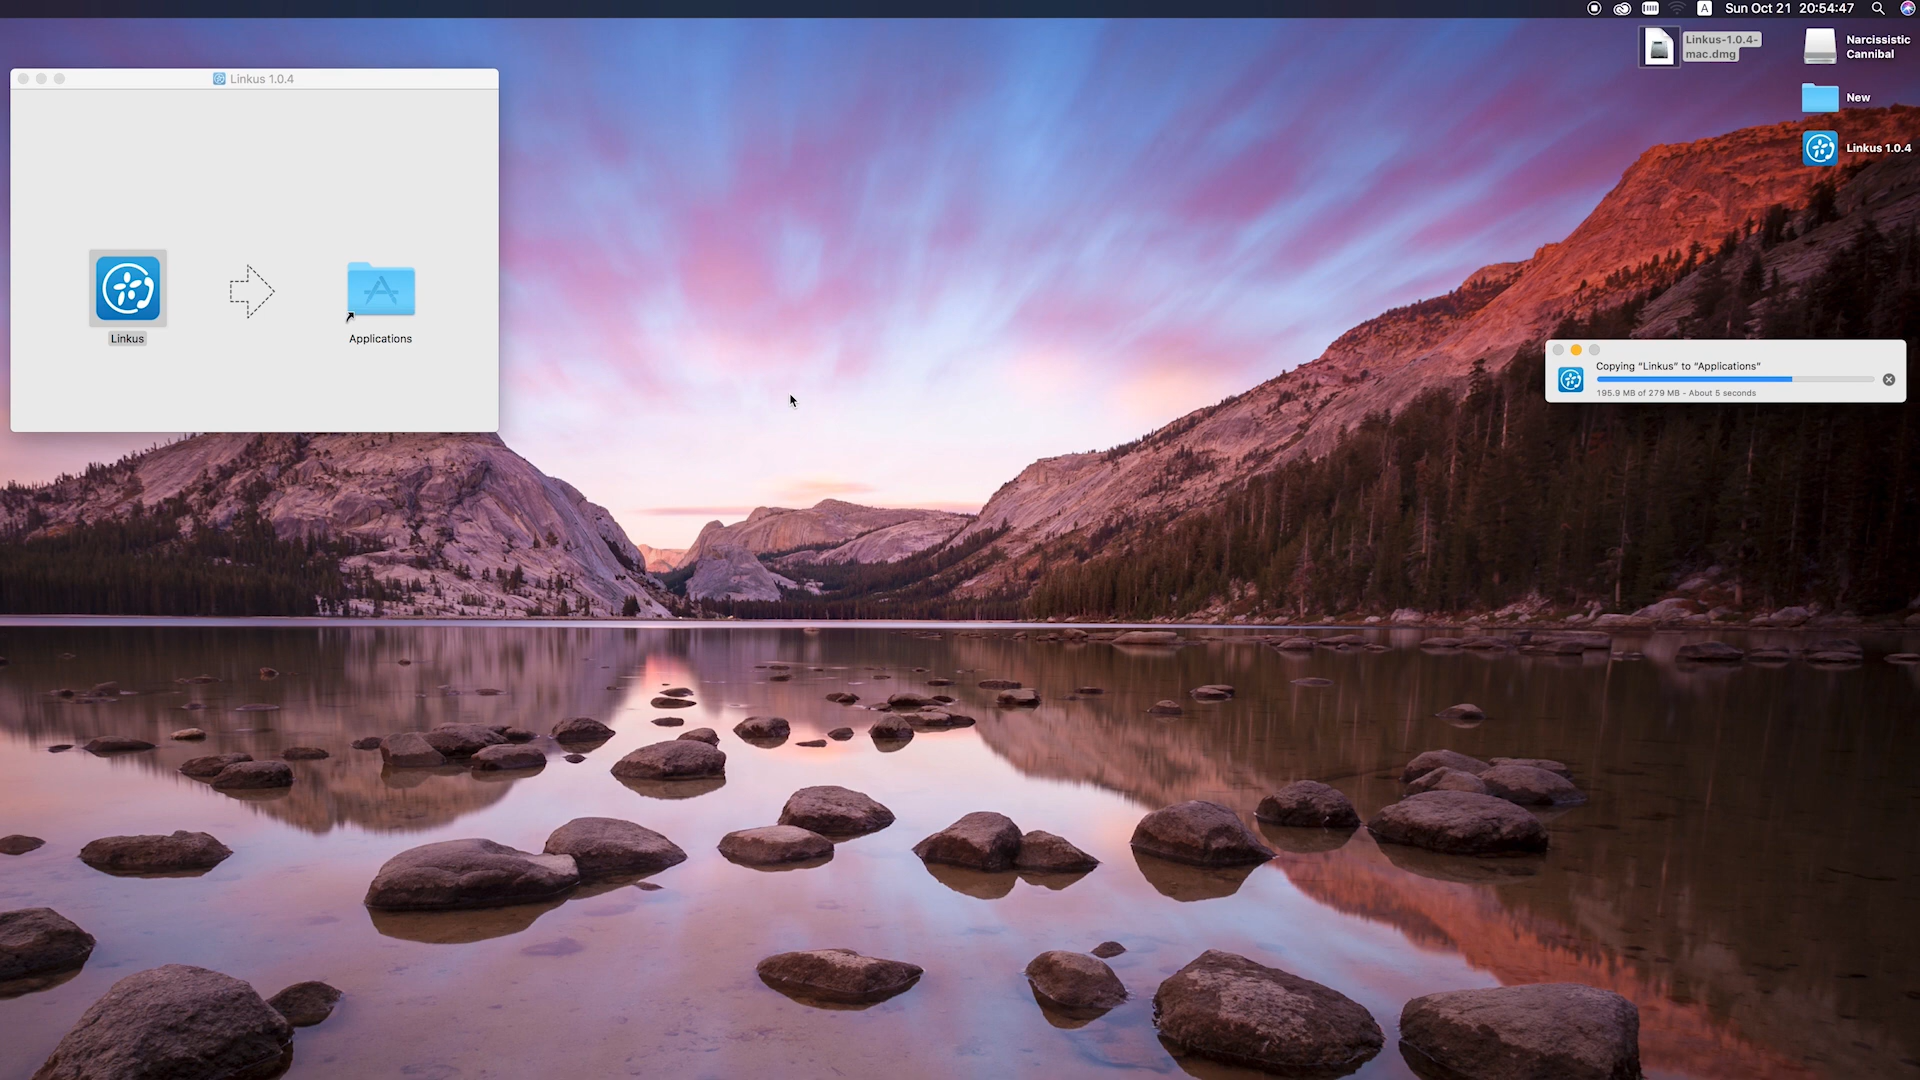 A Sun Oct 21 20:54:47
Linkus-1.0.4-
mac.dmg
Narcissistic
Cannibal
New
Linkus 1.0.4
Linkus 1.0.4
Linkus
Applications
Copying “Linkus” to “Applications”
195.9 MB of 279 MB - About 5 seconds